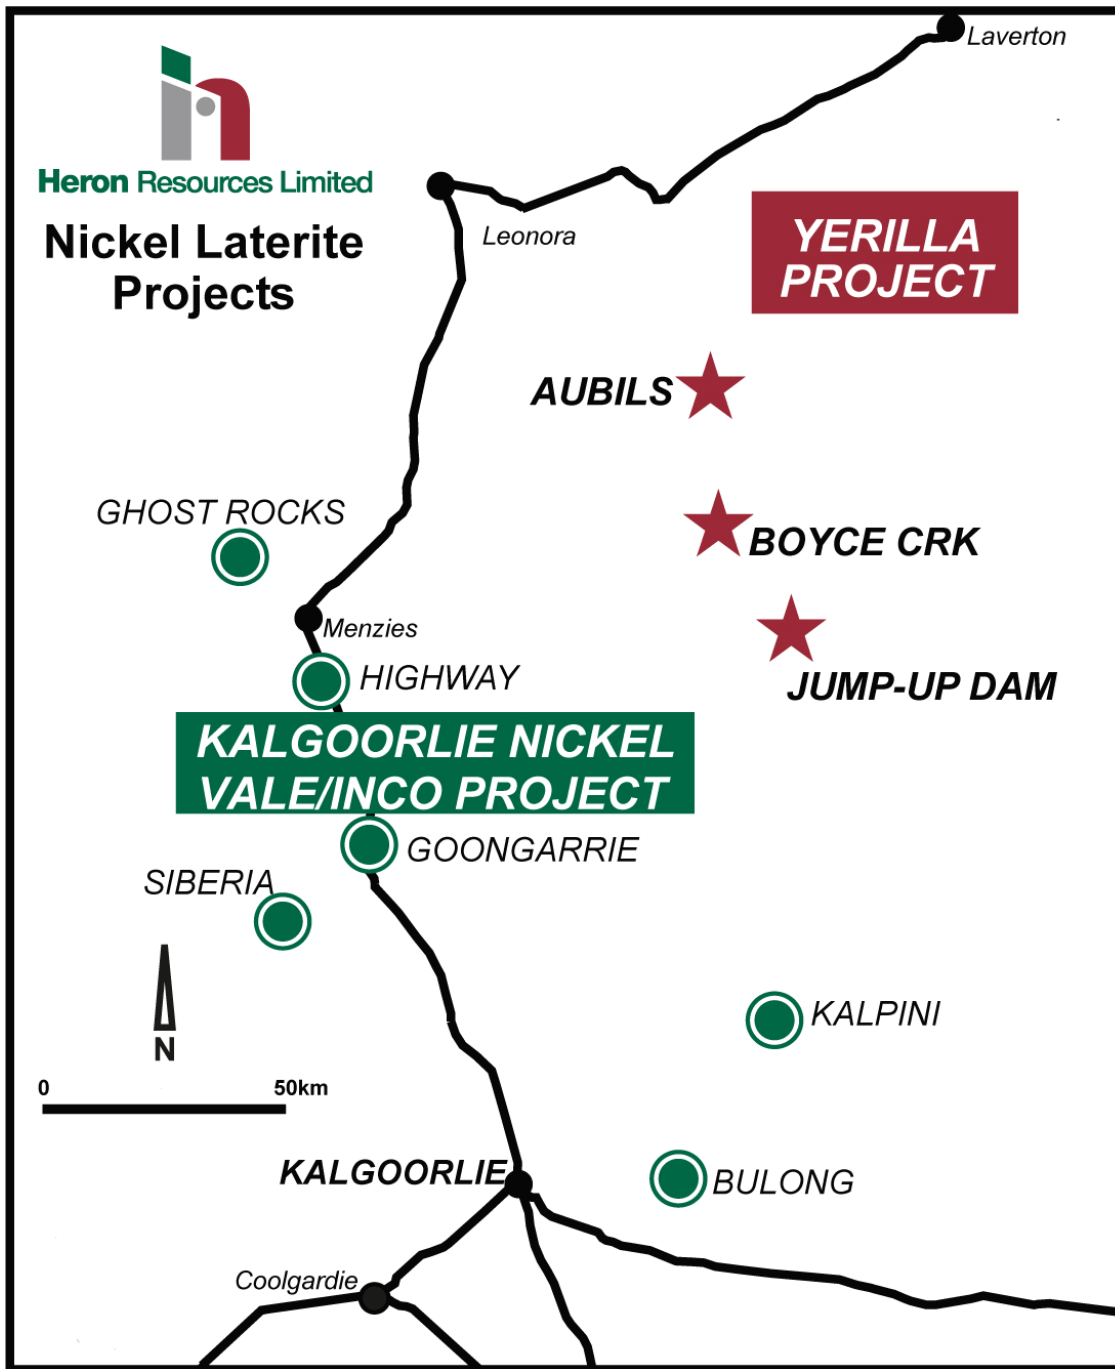 Laverton
Heron Resources Limited
Nickel Laterite
Projects
Leonora
YERILLA
PROJECT
AUBILS
GHOST ROCKS
BOYCE CRK
Menzies
HIGHWAY
JUMP-UP DAM
KALGOORLIE NICKEL
VALE/INCO PROJECT
GOONGARRIE
SIBERIA
KALPINI
N
0 50km
KALGOORLIE
BULONG
Coolgardie